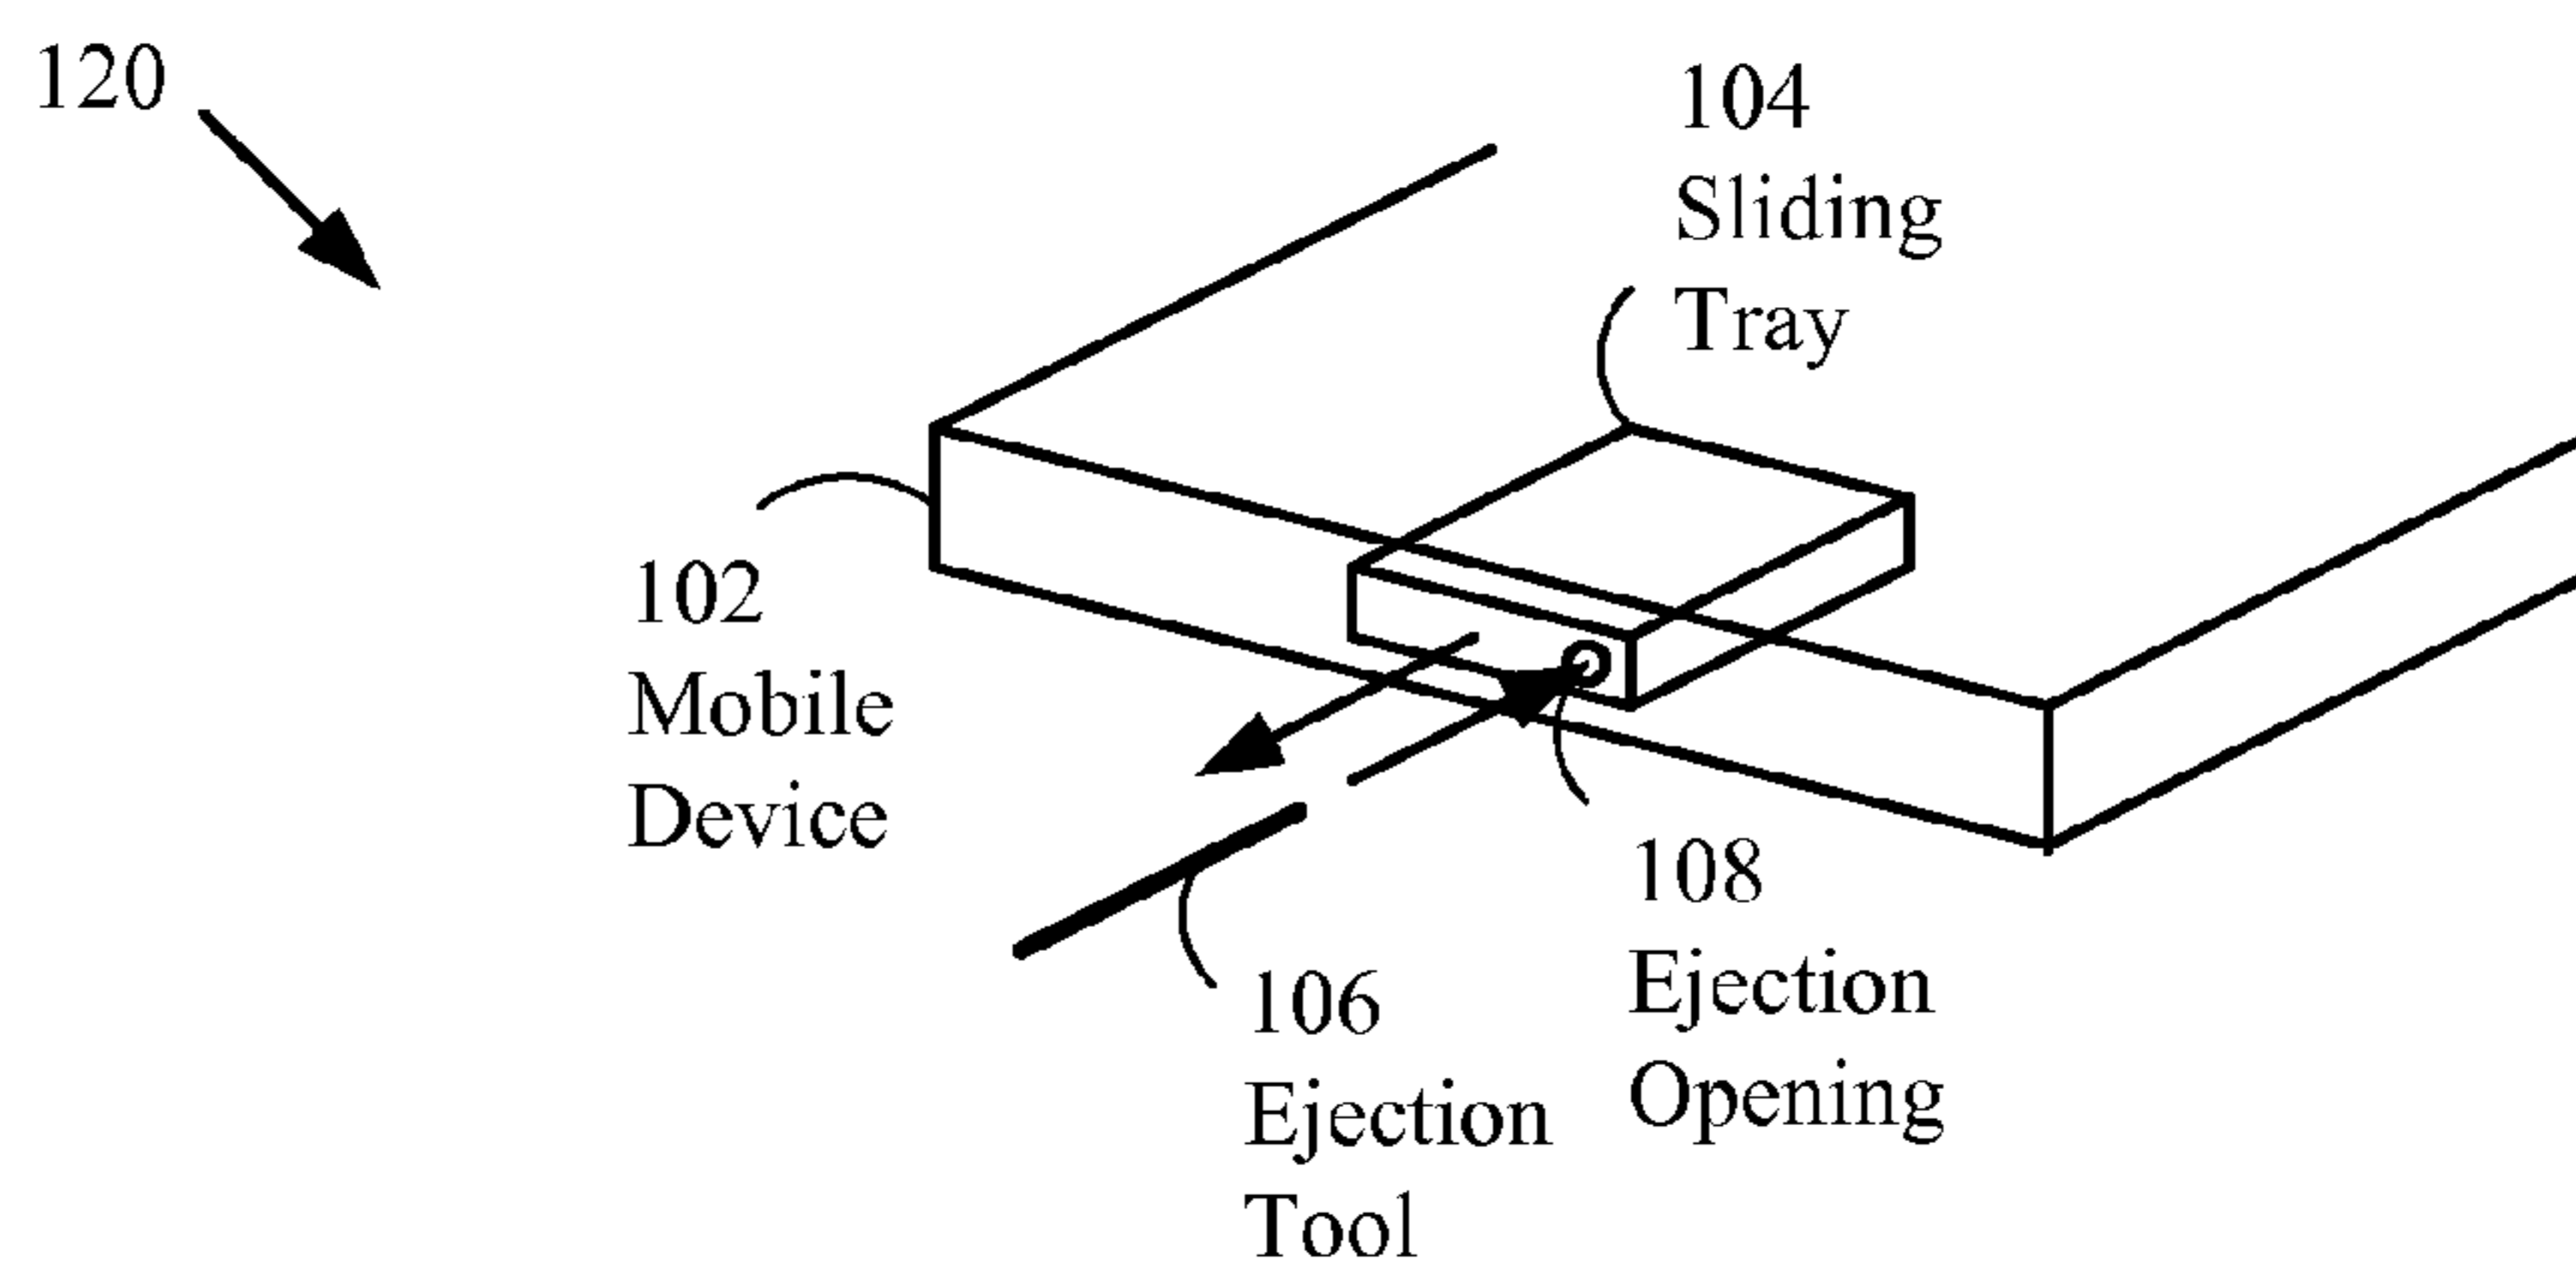 120
104
Sliding
Tray
102
Mobile
Device
108
Ejection
Opening
106
Ejection
Tool